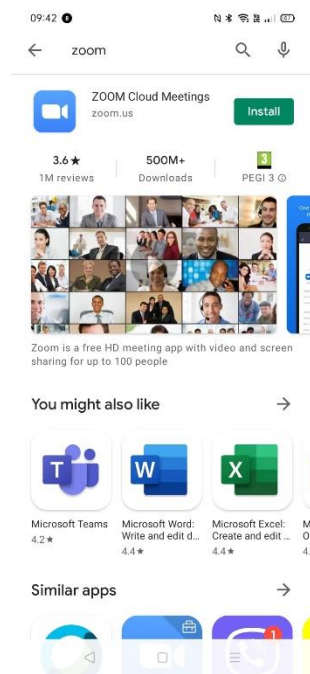 09:42
zoom
ZOOM Cloud Meetings
zoom.us
Install
3.6★
1M reviews
500M+
Downloads
3
PEGI 3
Zoom is a free HD meeting app with video and screen
sharing for up to 100 people
You might also like
T
W
X
Microsoft Teams
4.2★
Microsoft Word:
Write and edit d...
4.4★
Microsoft Excel:
Create and edit ...
4.4★
M
O
4.
Similar apps
1